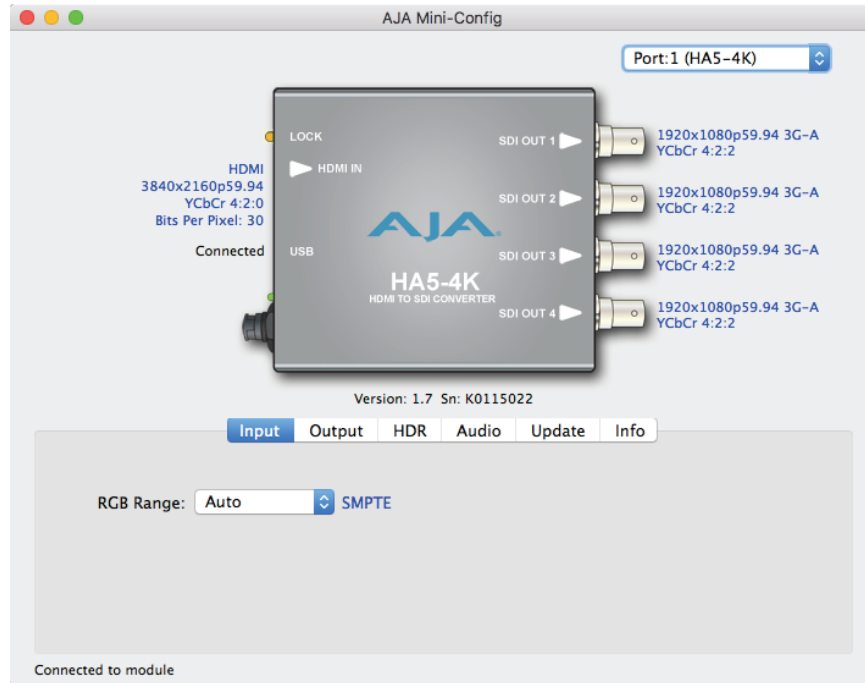 AJA Mini-Config
Port:1 (HA5-4K)
LOCK
HDMI IN
HDMI
3840x2160p59.94
YCbCr 4:2:0
Bits Per Pixel: 30
Connected
USB
AJA
HA5-4K
HDMI TO SDI CONVERTER
SDI OUT 1
1920x1080p59.94 3G-A
YCbCr 4:2:2
SDI OUT 2
1920x1080p59.94 3G-A
YCbCr 4:2:2
SDI OUT 3
1920x1080p59.94 3G-A
YCbCr 4:2:2
SDI OUT 4
1920x1080p59.94 3G-A
YCbCr 4:2:2
Version: 1.7 Sn: K0115022
Input Output HDR Audio Update Info
RGB Range: Auto SMPTE
Connected to module